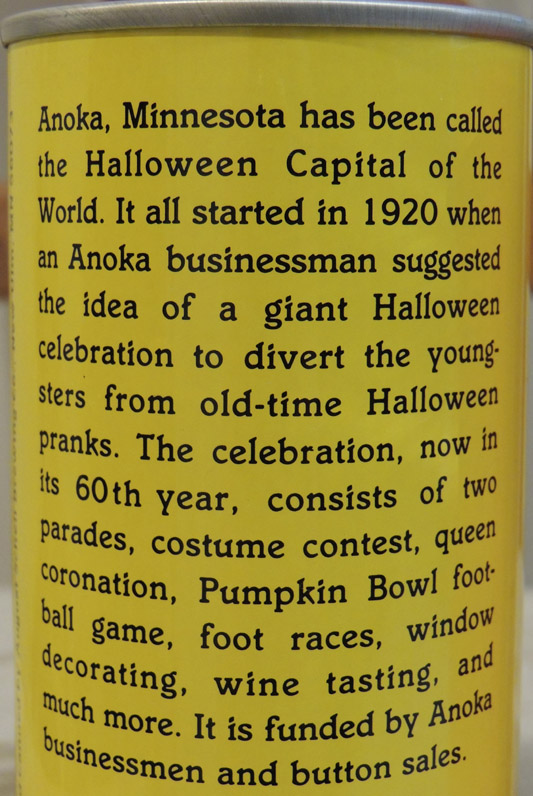 Anoka, Minnesota has been called
the Halloween Capital of the
World. It all started in 1920 when
an Anoka businessman suggested
the idea of a giant Halloween
celebration to divert the young-
sters from old-time Halloween
pranks. The celebration, now in
its 60th year, consists of two
parades, costume contest, queen
coronation, Pumpkin Bowl foot-
ball game, foot races, window
decorating, wine tasting, and
much more. It is funded by Anoka
businessmen and button sales.